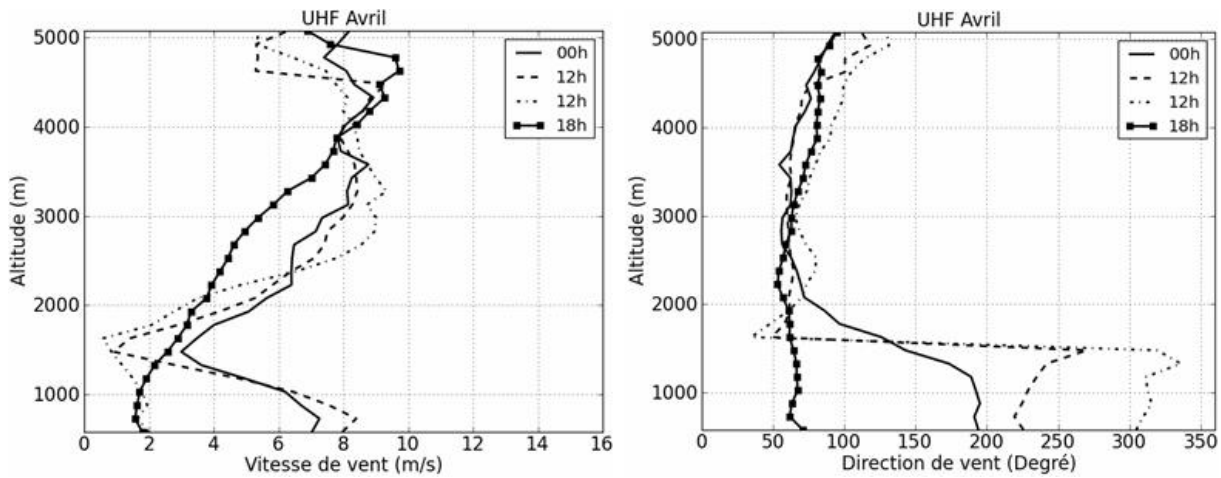 UHF Avril
5000
4000
3000
2000
1000
Altitude (m)
00h
12h
12h
18h
0 2 4 6 8 10 12 14 16
Vitesse de vent (m/s)
UHF Avril
5000
4000
3000
2000
1000
Altitude (m)
00h
12h
12h
18h
0 50 100 150 200 250 300 350
Direction de vent (Degré)